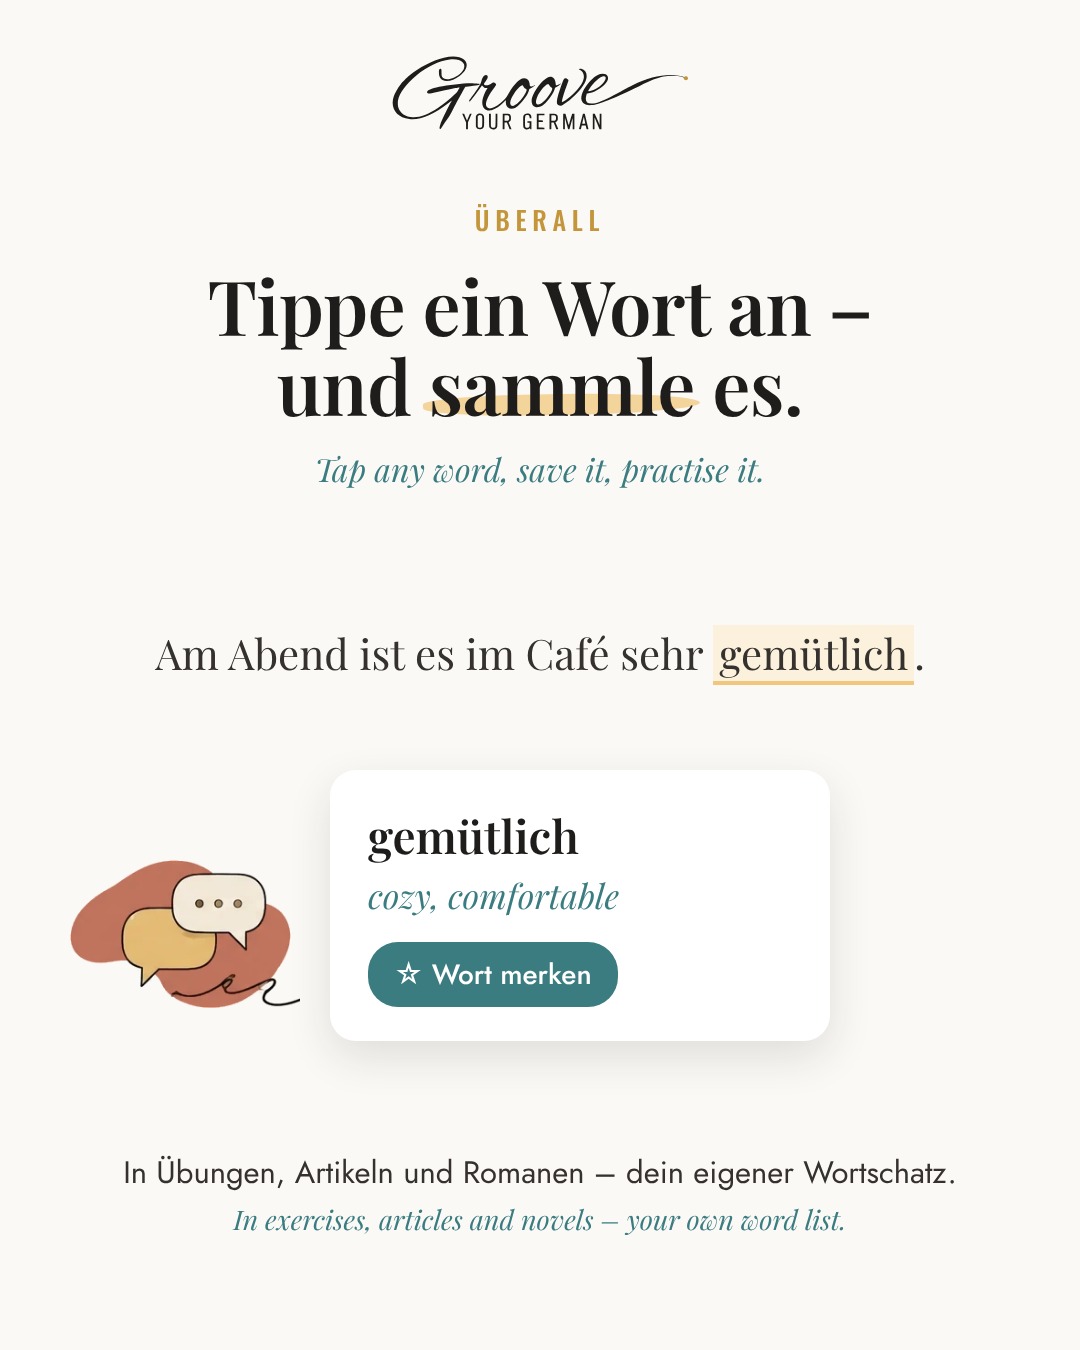 Groove
YOUR GERMAN
ÜBERALL
Tippe ein Wort an –
und sammle es.
Tap any word, save it, practise it.
Am Abend ist es im Café sehr gemütlich.
gemütlich
cozy, comfortable
☆ Wort merken
In Übungen, Artikeln und Romanen – dein eigener Wortschatz.
In exercises, articles and novels – your own word list.